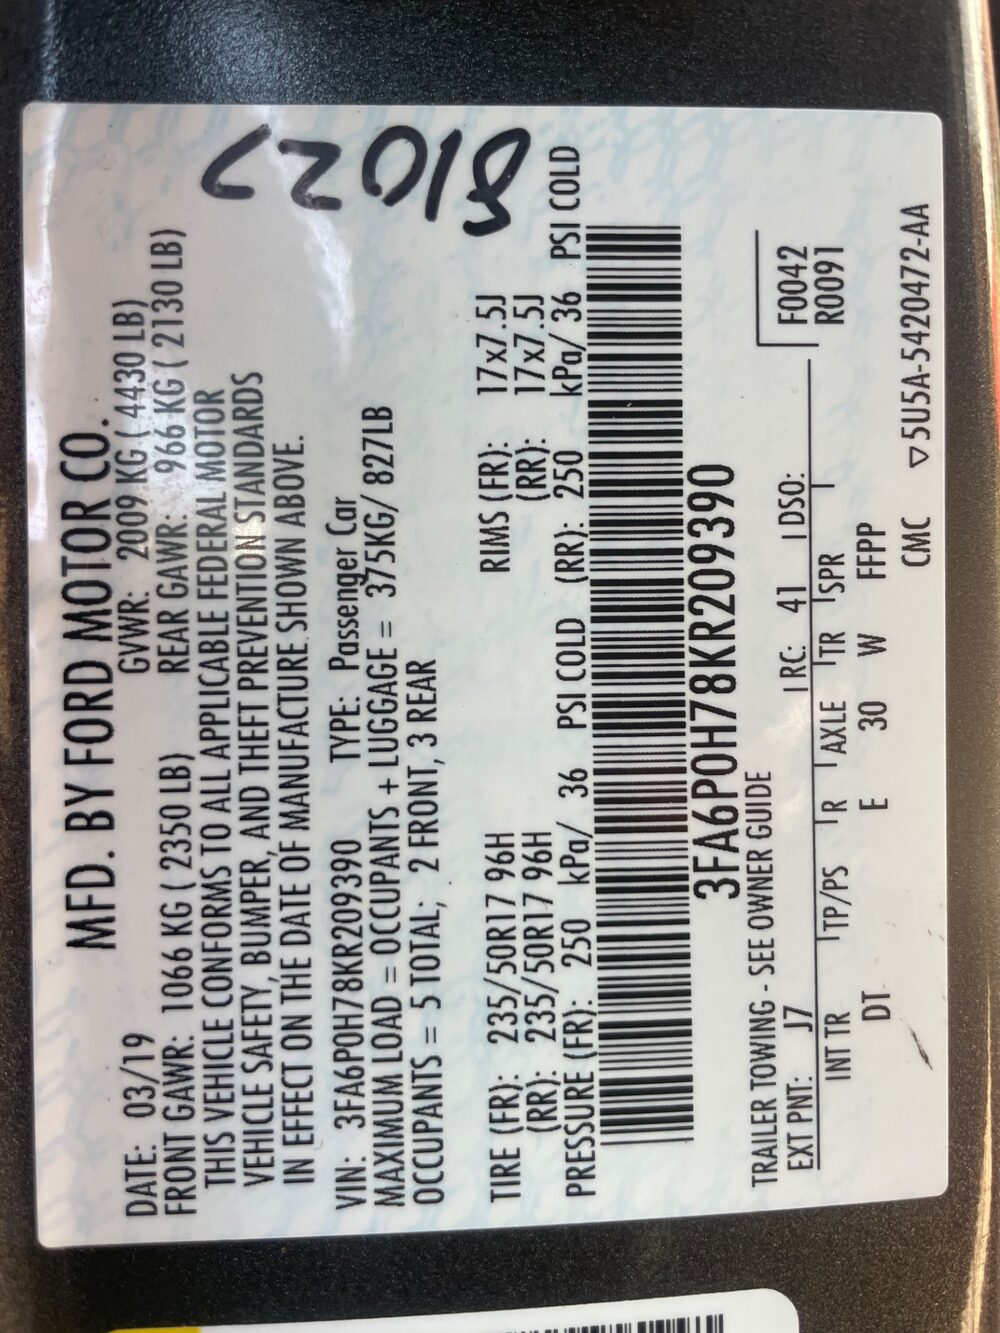 MFD. BY FORD MOTOR CO.
DATE: 03/19 GVWR: 2009 KG ( 4430 LB)
FRONT GAWR: 1066 KG ( 2350 LB) REAR GAWR: 966 KG ( 2130 LB)
THIS VEHICLE CONFORMS TO ALL APPLICABLE FEDERAL MOTOR
VEHICLE SAFETY, BUMPER, AND THEFT PREVENTION STANDARDS
IN EFFECT ON THE DATE OF MANUFACTURE SHOWN ABOVE.
VIN: 3FA6P0H78KR209390 TYPE: Passenger Car
MAXIMUM LOAD = OCCUPANTS + LUGGAGE = 375KG/ 827LB
OCCUPANTS = 5 TOTAL; 2 FRONT, 3 REAR
TIRE (FR): 235/50R17 96H RIMS (FR): 17x7.5J
(RR): 235/50R17 96H (RR): 17x7.5J
PRESSURE (FR): 250 kPa/ 36 PSI COLD (RR): 250 kPa/ 36 PSI COLD
3FA6P0H78KR209390
TRAILER TOWING - SEE OWNER GUIDE
F0042
EXT PNT: J7 RC: 41 DSO: R0091
INT TR TP/PS R AXLE TR SPR
DT E 30 W FFPP
CMC ▽5U5A-5420472-AA